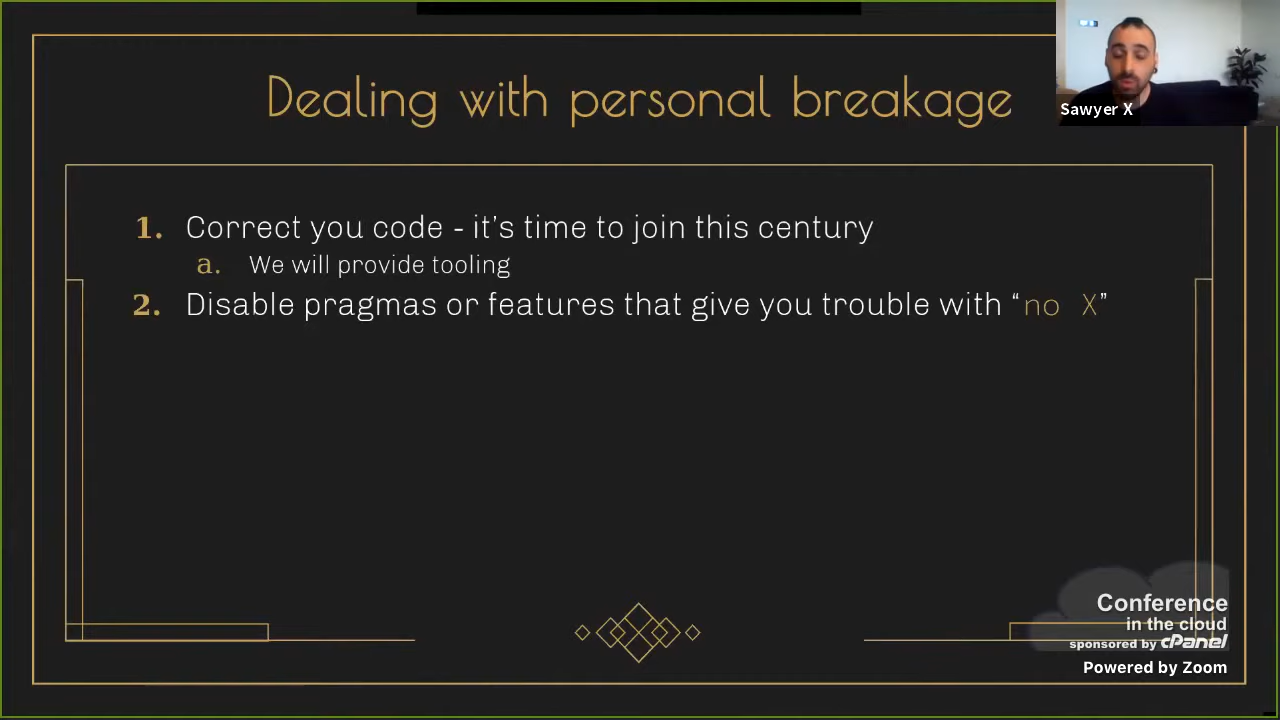 Dealing with personal breakage
Sawyer X
1. Correct you code - it's time to join this century
a. We will provide tooling
2. Disable pragmas or features that give you trouble with “no X”
Conference
in the cloud
sponsored by cPanel
Powered by Zoom